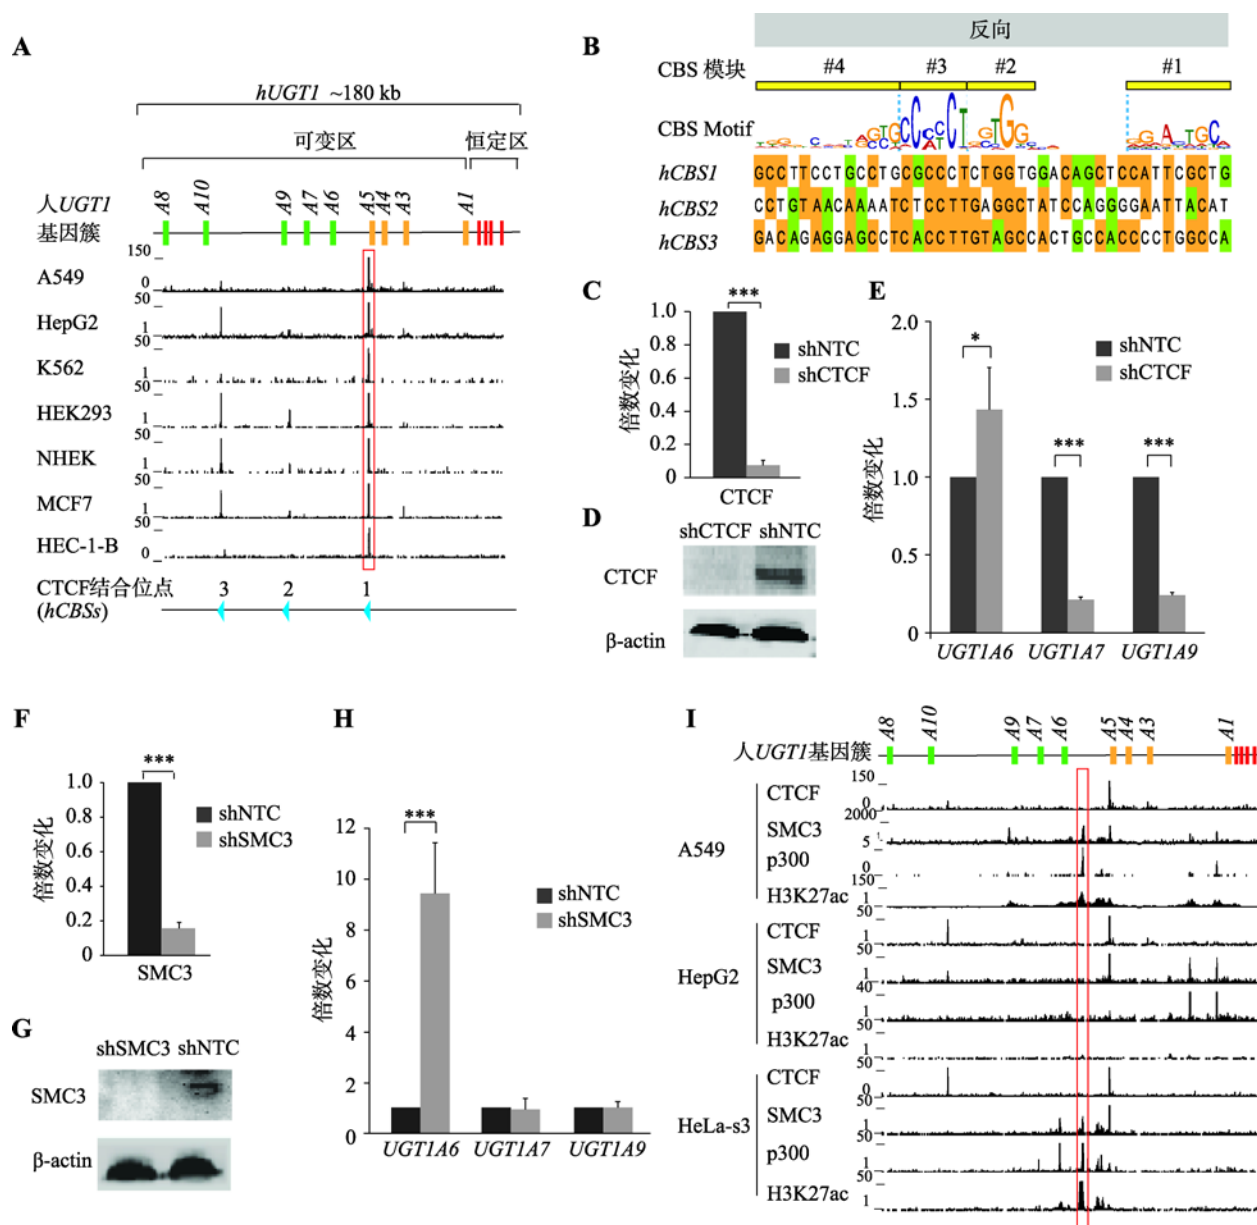 A
hUGT1 ~180 kb
可变区
恒定区
A8 A10 A9 A7 A6 A5 A4 A3 A1
人UGT1
基因簇
150
A549
0
50
HepG2
1
50
K562
1
50
HEK293
1
50
NHEK
1
50
MCF7
1
50
HEC-1-B
0
CTCF结合位点
3 2 1
(hCBSs)
B
反向
CBS 模块
#4 #3 #2 #1
CBS Motif
hCBS1 GCCTTCCTGCCTGCGCCCTCTGGTGGACAGCTCCATTCGCTG
hCBS2 CCTGTAACAAAATCTCCTTGAGGCTATCCAGGGGAATTACAT
hCBS3 GACAGAGGAGCCTCACCTTGTAGCCACTGCCACCCCTGGCCA
C
***
1.0
0.8
0.6
0.4
0.2
0
倍数变化
shNTC
shCTCF
CTCF
D
shCTCF shNTC
CTCF
β-actin
E
2.0
1.5
1.0
0.5
0
倍数变化
* *** ***
shNTC
shCTCF
UGT1A6 UGT1A7 UGT1A9
F
***
1.0
0.8
0.6
0.4
0.2
0
倍数变化
shNTC
shSMC3
SMC3
G
shSMC3 shNTC
SMC3
β-actin
H
12
10
8
6
4
2
0
倍数变化
***
shNTC
shSMC3
UGT1A6 UGT1A7 UGT1A9
I
A8 A10 A9 A7 A6 A5 A4 A3 A1
人UGT1基因簇
A549
150
CTCF
0
2000
SMC3
5
p300
0
150
H3K27ac
1
50
HepG2
CTCF
1
50
SMC3
1
40
p300
1
50
H3K27ac
1
50
HeLa-s3
CTCF
0
50
SMC3
1
50
p300
1
50
H3K27ac
1